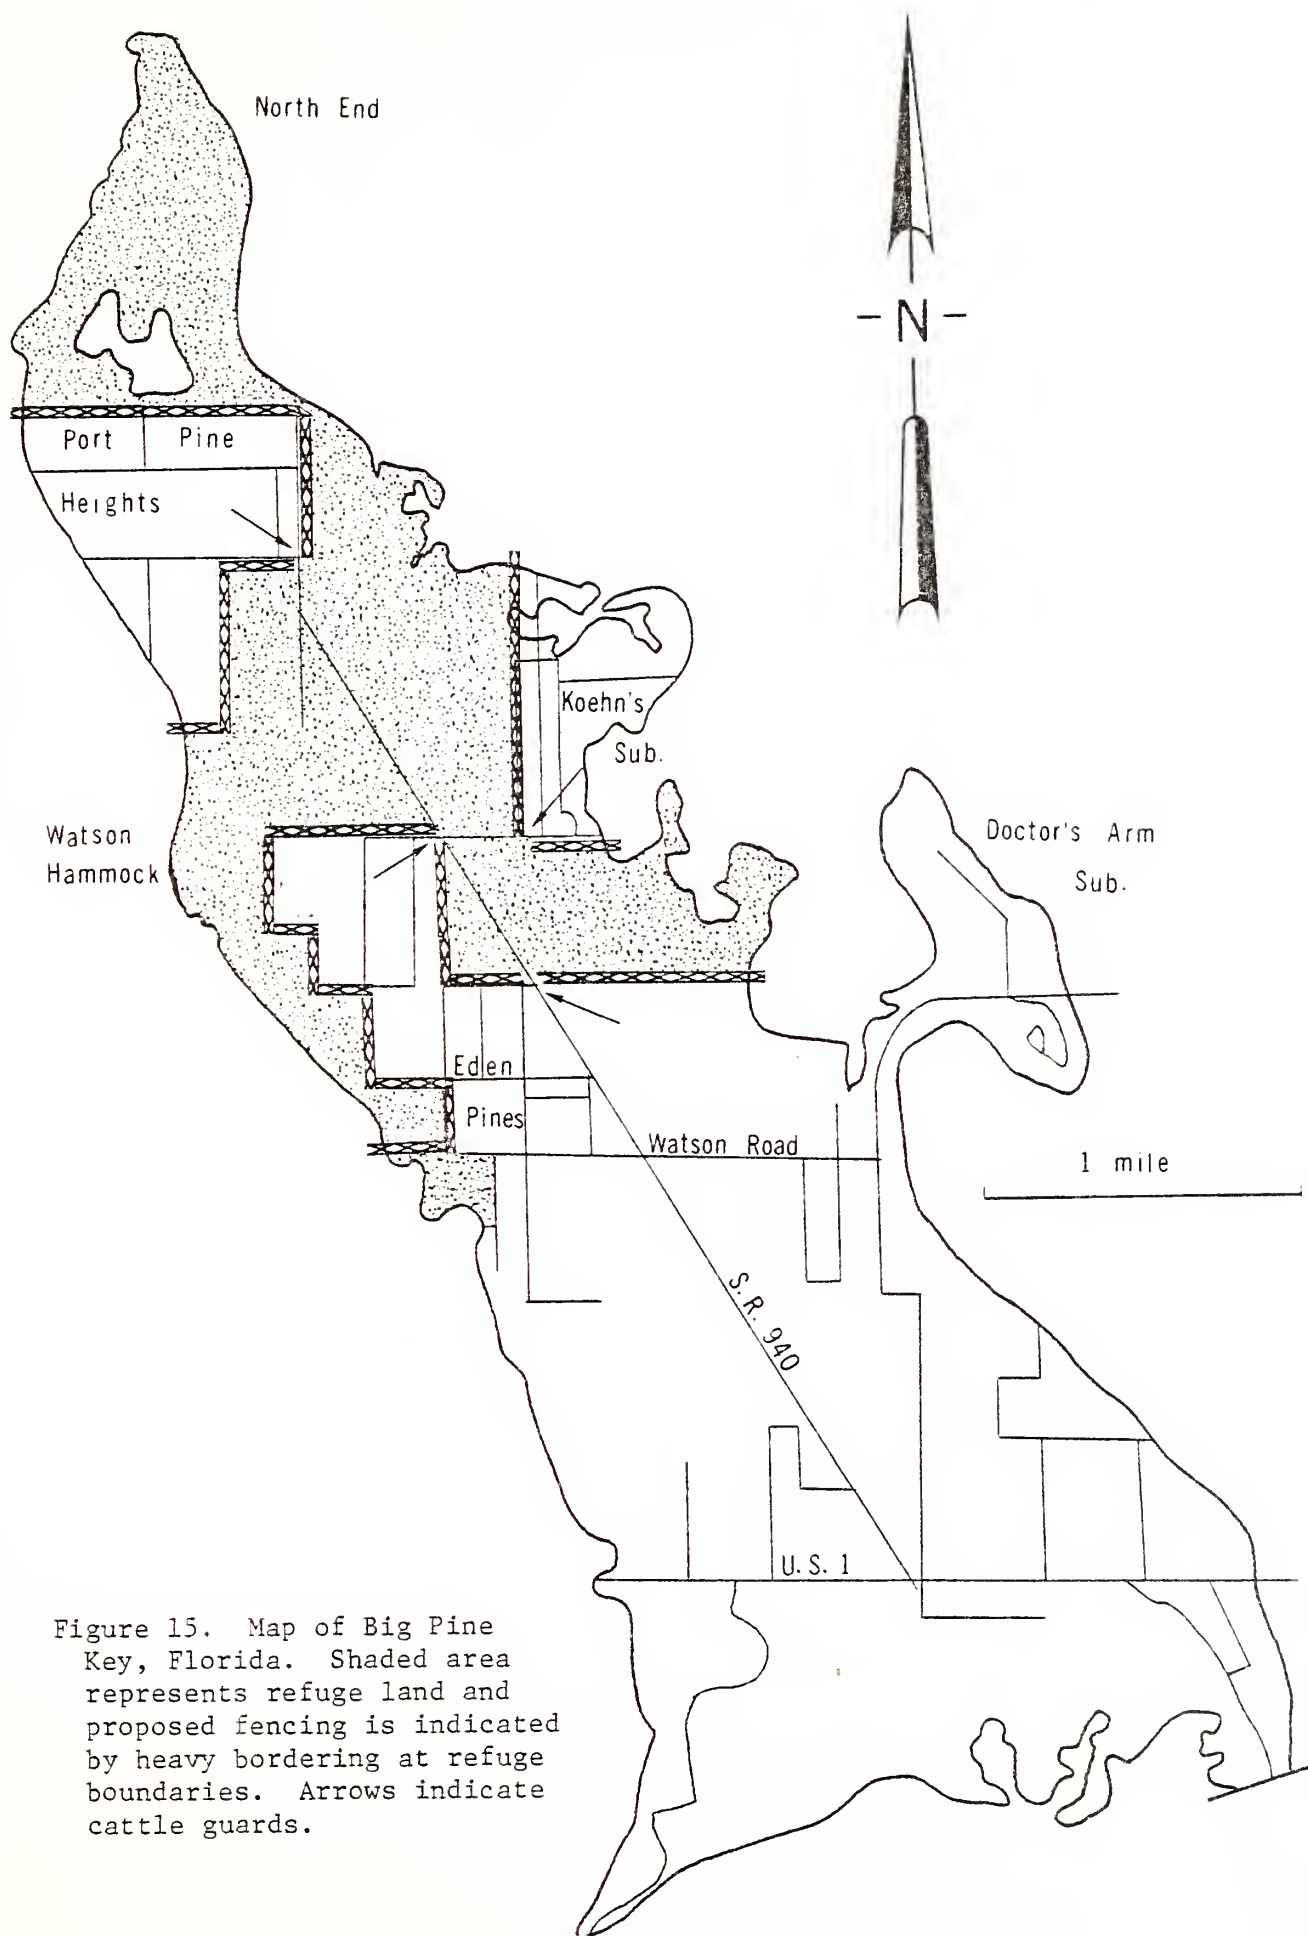 North End
- N -
Port Pine
Heights
Koehn's
Sub.
Watson
Hammock
Doctor's Arm
Sub.
Eden
Pines
Watson Road
1 mile
S. R. 940
U. S. 1
Figure 15. Map of Big Pine
Key, Florida. Shaded area
represents refuge land and
proposed fencing is indicated
by heavy bordering at refuge
boundaries. Arrows indicate
cattle guards.